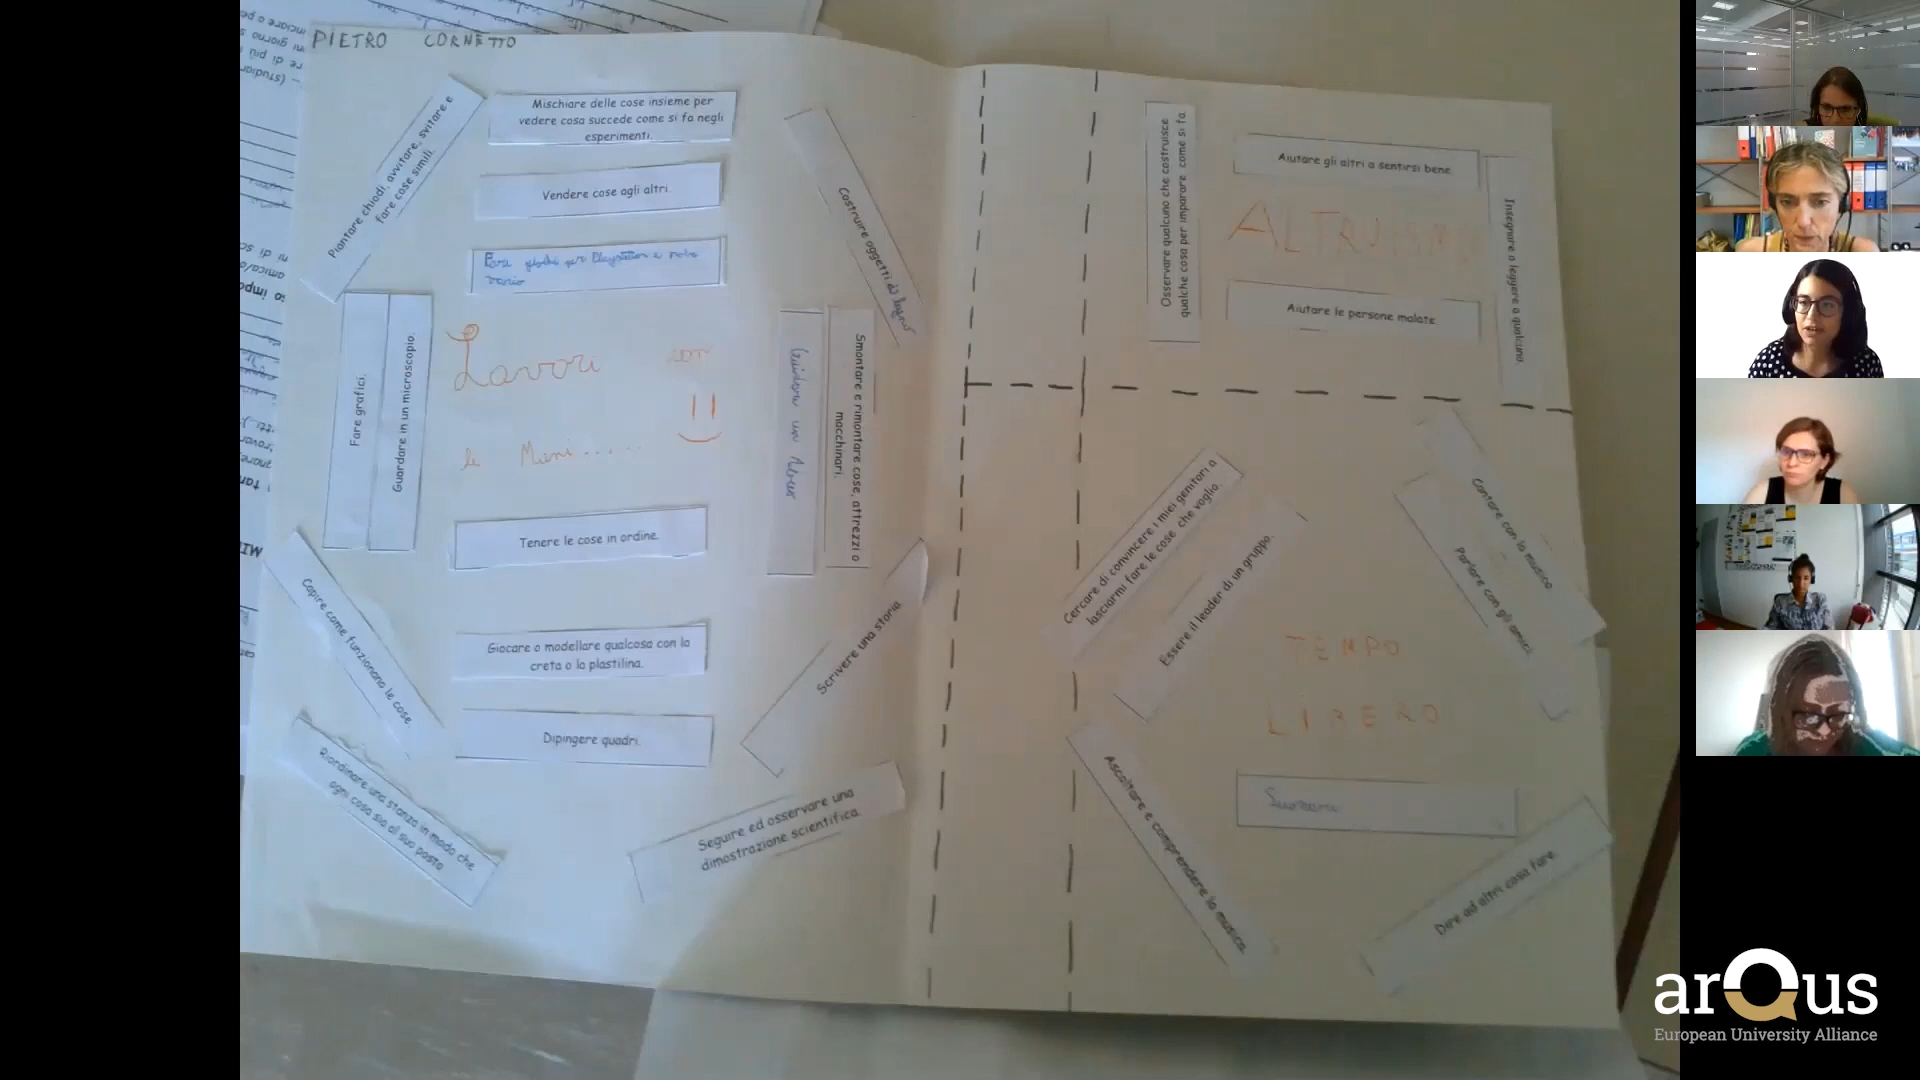 PIETRO CORNETTO
Piantare chiodi, avvitare, svitare e
fare cose simili.
Mischiare delle cose insieme per
vedere cosa succede come si fa negli
esperimenti.
Vendere cose agli altri.
Costruire oggetti di legno
Fare grafici.
Guardare in un microscopio.
Lavori con
le Mani.....
Guidare un Aereo
Smontare e rimontare cose, attrezzi o
macchinari.
Tenere le cose in ordine.
Capire come funzionano le cose
Giocare o modellare qualcosa con la
creta o la plastilina.
Scrivere una storia
Dipingere quadri.
Riordinare una stanza in modo che
ogni cosa sia al suo posto
Seguire ed osservare una
dimostrazione scientifica.
Osservare qualcuno che costruisce
qualche cosa per imparare come si fa.
Aiutare gli altri a sentirsi bene
ALTRUISMO
Aiutare le persone malate
Insegnare a leggere a qualcuno
Cercare di convincere i miei genitori a
lasciarmi fare le cose che voglio.
Essere il leader di un gruppo.
Cantare con la musica
Parlare con gli amici
TEMPO
LIBERO
Suonare
Ascoltare e comprendere la musica.
Dire ad altri cosa fare.
arQus
European University Alliance